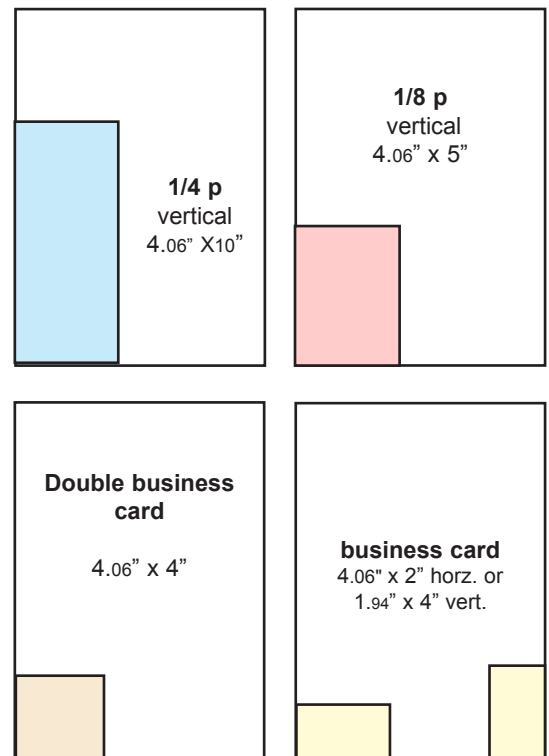 1/4 p
vertical
4.06” X10”
1/8 p
vertical
4.06” x 5”
Double business
card
4.06” x 4”
business card
4.06" x 2” horz. or
1.94” x 4” vert.